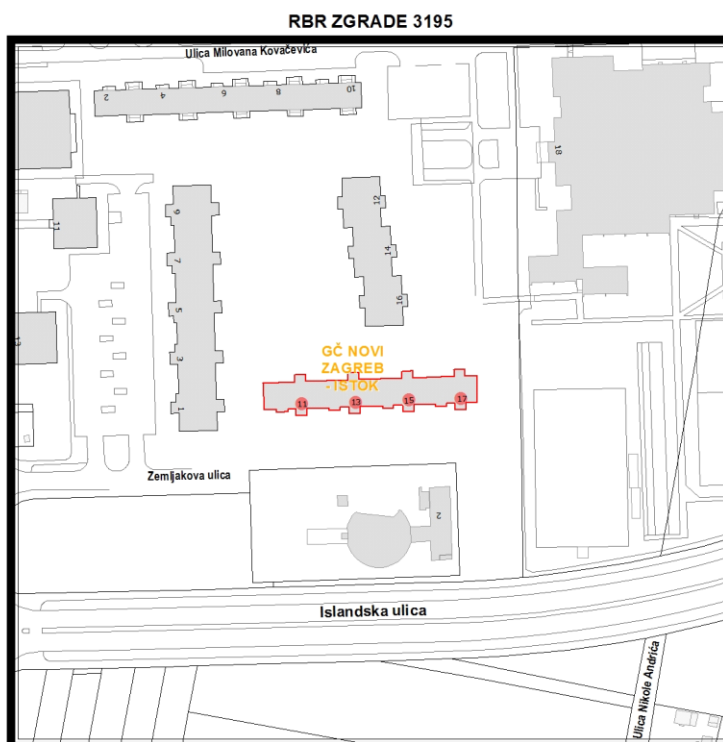 RBR ZGRADE 3195
Ulica Milovana Kovačevića
2
4
6
8
10
18
11
9
12
7
14
5
16
13
3
GČ NOVI
ZAGREB
- ISTOK
1
11
13
15
17
Zemljakova ulica
2
Islandska ulica
Ulica Nikole Andrića